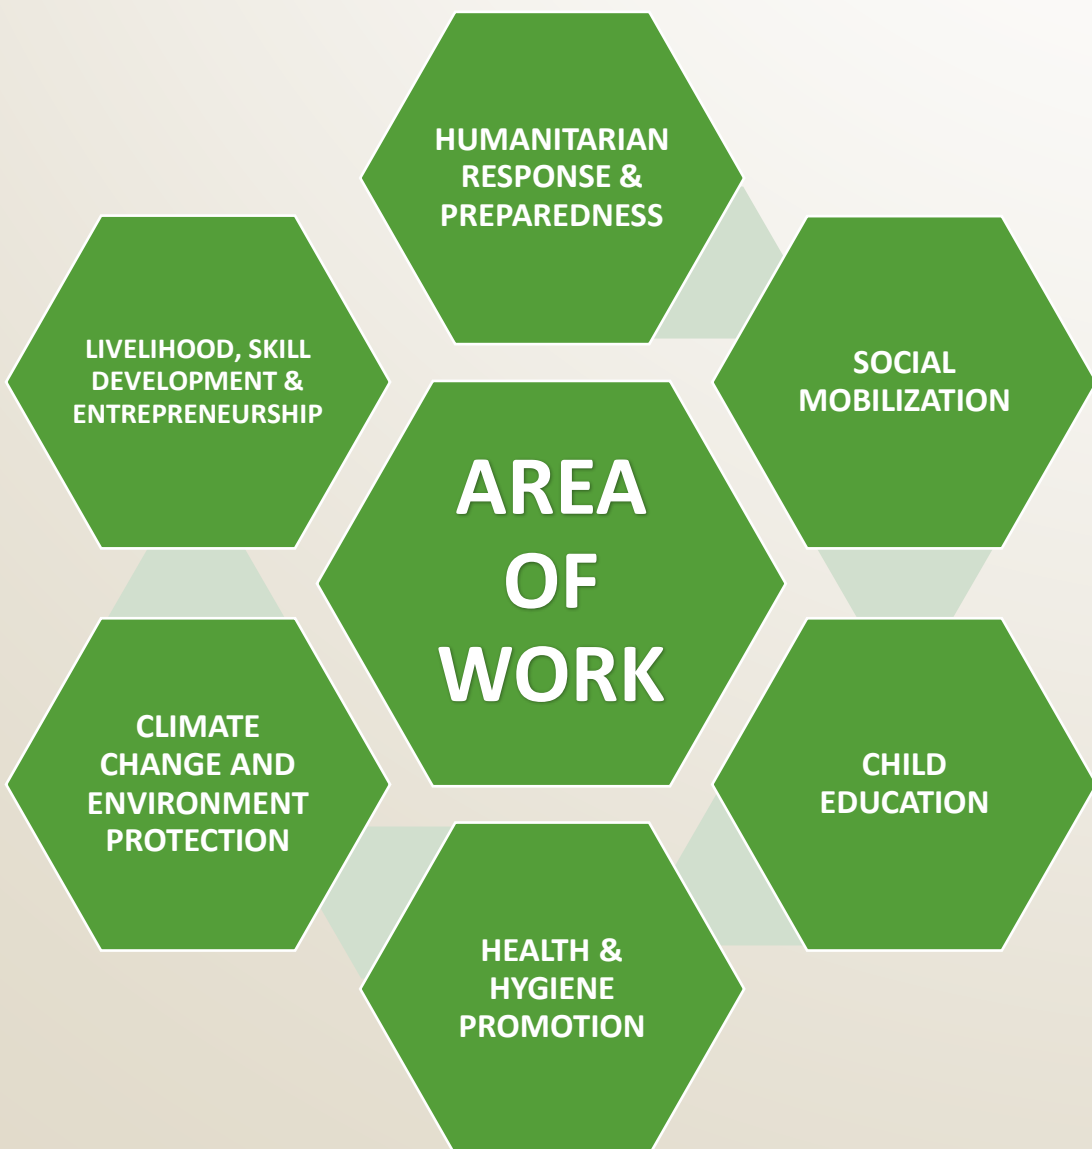 HUMANITARIAN
RESPONSE &
PREPAREDNESS
SOCIAL
MOBILIZATION
CHILD
EDUCATION
HEALTH &
HYGIENE
PROMOTION
CLIMATE
CHANGE AND
ENVIRONMENT
PROTECTION
LIVELIHOOD, SKILL
DEVELOPMENT &
ENTREPRENEURSHIP
AREA
OF
WORK